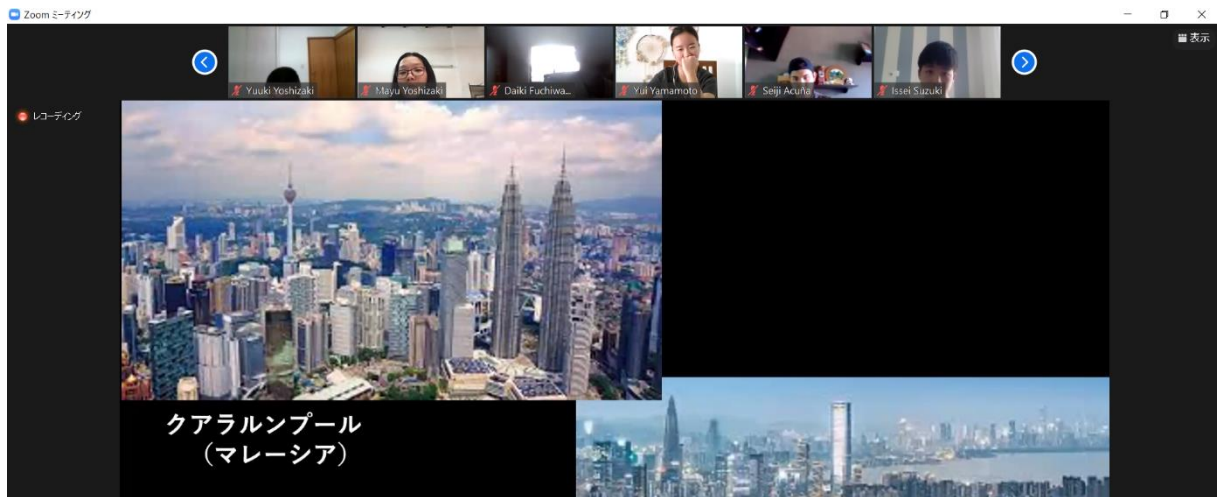 Zoom ミーティング
表示
Yuuki Yoshizaki
Mayu Yoshizaki
Daiki Fuchiwa...
Yui Yamamoto
Seiji Acuña
Issei Suzuki
レコーディング
クアラルンプール
（マレーシア）